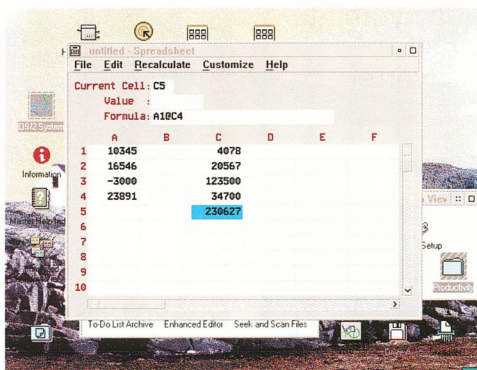 untitled - Spreadsheet
File Edit Recalculate Customize Help
Current Cell: C5
Value :
Formula: A1@C4
A B C D E F
1 10345 4078
2 16546 20567
3 -3000 123500
4 23891 34700
5 230627
6
7
8
9
10
OS/2 System
Information
Master Help Index
View
Setup
Productivity
To-Do List Archive Enhanced Editor Seek and Scan Files